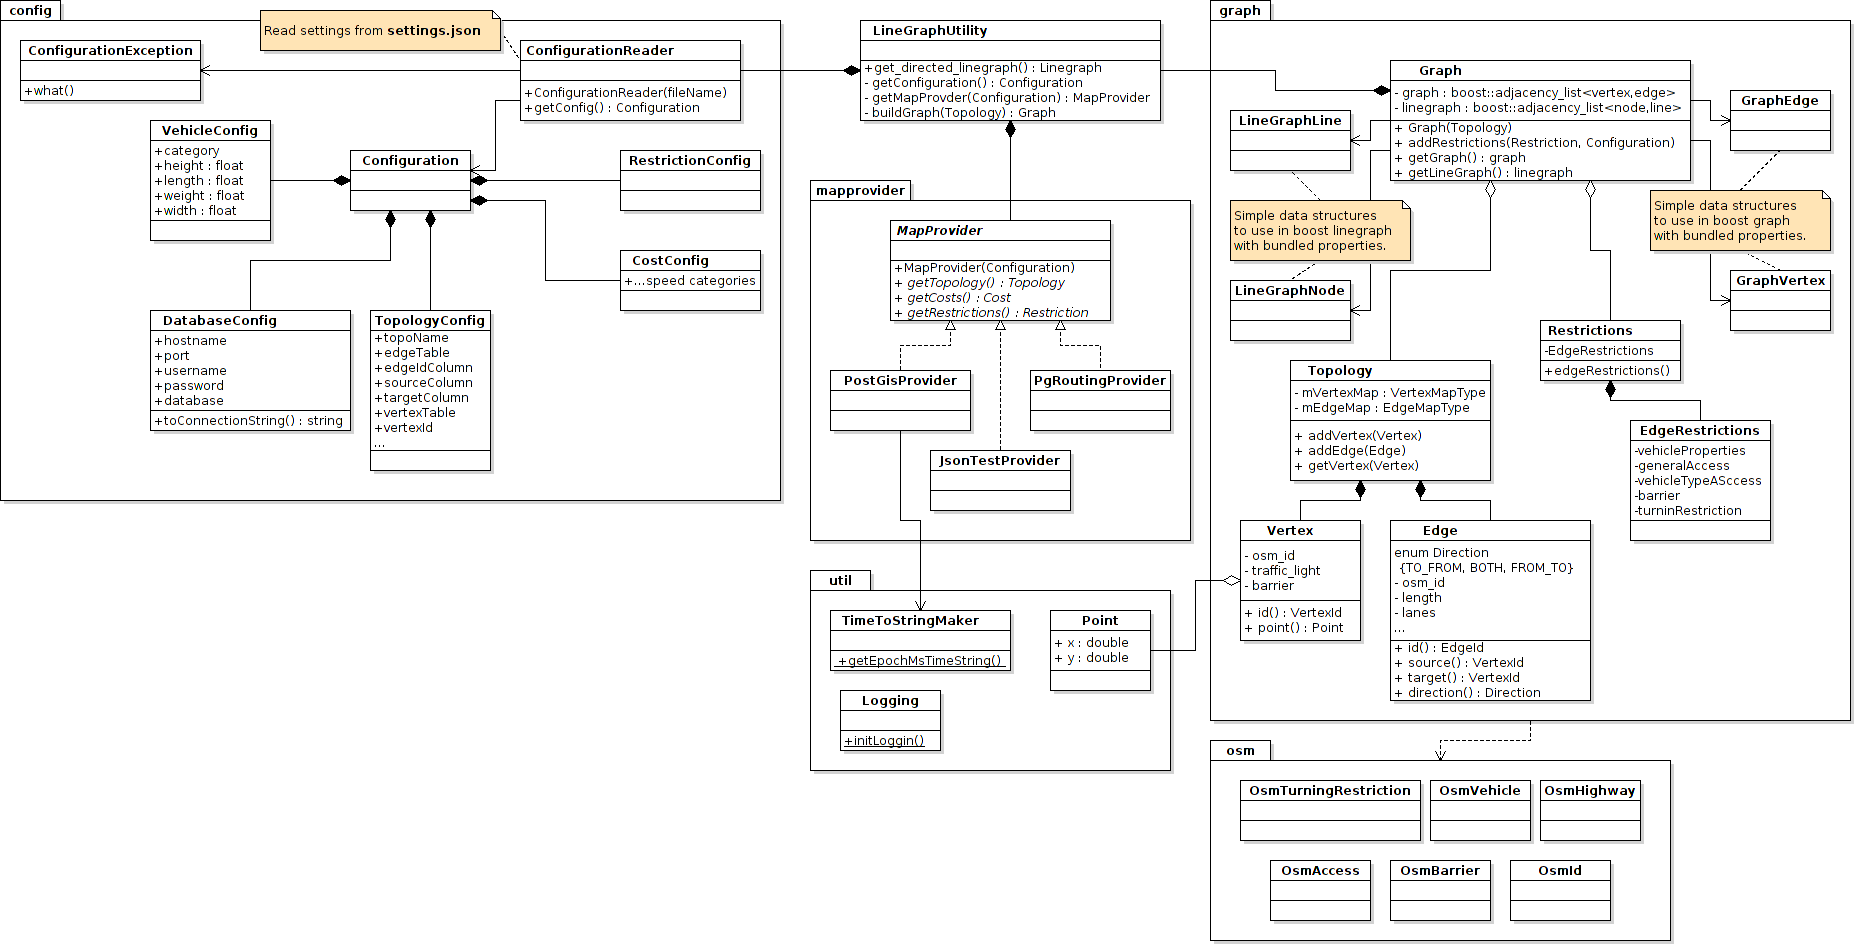 config
Read settings from settings.json
ConfigurationException
+what()
ConfigurationReader
+ConfigurationReader(fileName)
+getConfig() : Configuration
VehicleConfig
+category
+height : float
+length : float
+weight : float
+width : float
Configuration
RestrictionConfig
CostConfig
+...speed categories
DatabaseConfig
+hostname
+port
+username
+password
+database
+toConnectionString() : string
TopologyConfig
+topoName
+edgeTable
+edgeIdColumn
+sourceColumn
+targetColumn
+vertexTable
+vertexId
...
LineGraphUtility
+get_directed_linegraph() : Linegraph
- getConfiguration() : Configuration
- getMapProvder(Configuration) : MapProvider
- buildGraph(Topology) : Graph
mapprovider
MapProvider
+MapProvider(Configuration)
+ getTopology() : Topology
+ getCosts() : Cost
+ getRestrictions() : Restriction
PostGisProvider
PgRoutingProvider
JsonTestProvider
util
TimeToStringMaker
+getEpochMsTimeString()
Point
+ x : double
+ y : double
Logging
+initLoggin()
graph
Graph
- graph : boost::adjacency_list<vertex,edge>
- linegraph : boost::adjacency_list<node,line>
+ Graph(Topology)
+ addRestrictions(Restriction, Configuration)
+ getGraph() : graph
+ getLineGraph() : linegraph
GraphEdge
LineGraphLine
Simple data structures
to use in boost linegraph
with bundled properties.
Simple data structures
to use in boost graph
with bundled properties.
LineGraphNode
GraphVertex
Restrictions
-EdgeRestrictions
+edgeRestrictions()
Topology
- mVertexMap : VertexMapType
- mEdgeMap : EdgeMapType
+ addVertex(Vertex)
+ addEdge(Edge)
+ getVertex(Vertex)
EdgeRestrictions
-vehicleProperties
-generalAccess
-vehicleTypeASccess
-barrier
-turninRestriction
Vertex
- osm_id
- traffic_light
- barrier
+ id() : VertexId
+ point() : Point
Edge
enum Direction
{TO_FROM, BOTH, FROM_TO}
- osm_id
- length
- lanes
...
+ id() : EdgeId
+ source() : VertexId
+ target() : VertexId
+ direction() : Direction
osm
OsmTurningRestriction
OsmVehicle
OsmHighway
OsmAccess
OsmBarrier
OsmId